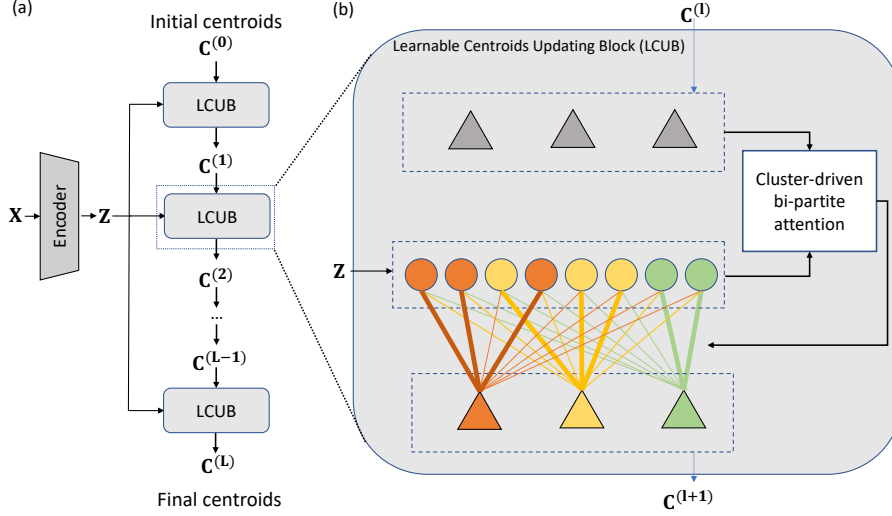 (a)
Initial centroids
C^(0)
LCUB
C^(1)
X
Encoder
Z
LCUB
C^(2)
...
C^(L−1)
LCUB
C^(L)
Final centroids
(b)
C^(l)
Learnable Centroids Updating Block (LCUB)
Cluster-driven
bi-partite
attention
Z
C^(l+1)